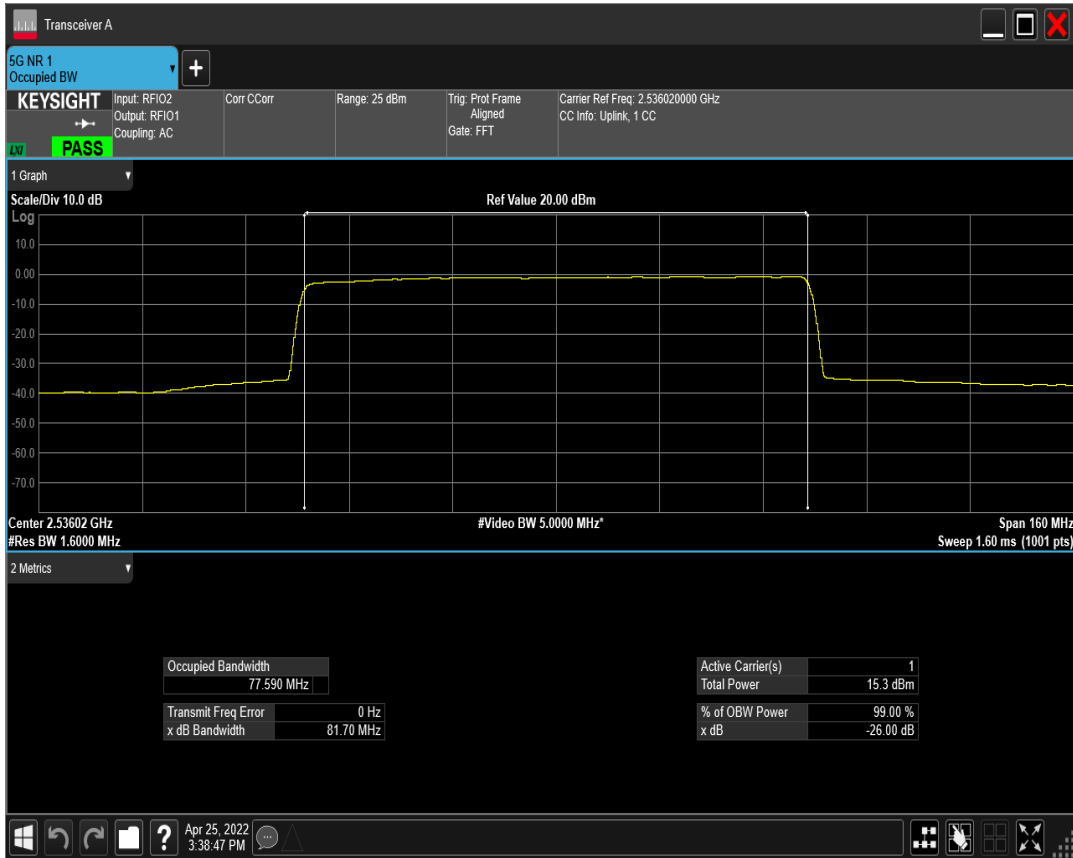 Transceiver A
5G NR 1
Occupied BW
+
KEYSIGHT
LXI
PASS
Input: RFIO2
Output: RFIO1
Coupling: AC
Corr CCorr
Range: 25 dBm
Trig: Prot Frame
Aligned
Gate: FFT
Carrier Ref Freq: 2.536020000 GHz
CC Info: Uplink, 1 CC
1 Graph
Scale/Div 10.0 dB
Ref Value 20.00 dBm
Log
10.0
0.00
-10.0
-20.0
-30.0
-40.0
-50.0
-60.0
-70.0
Center 2.53602 GHz
#Video BW 5.0000 MHz*
Span 160 MHz
#Res BW 1.6000 MHz
Sweep 1.60 ms (1001 pts)
2 Metrics
Occupied Bandwidth
77.590 MHz
Transmit Freq Error 0 Hz
x dB Bandwidth 81.70 MHz
Active Carrier(s) 1
Total Power 15.3 dBm
% of OBW Power 99.00 %
x dB -26.00 dB
?
Apr 25, 2022
3:38:47 PM